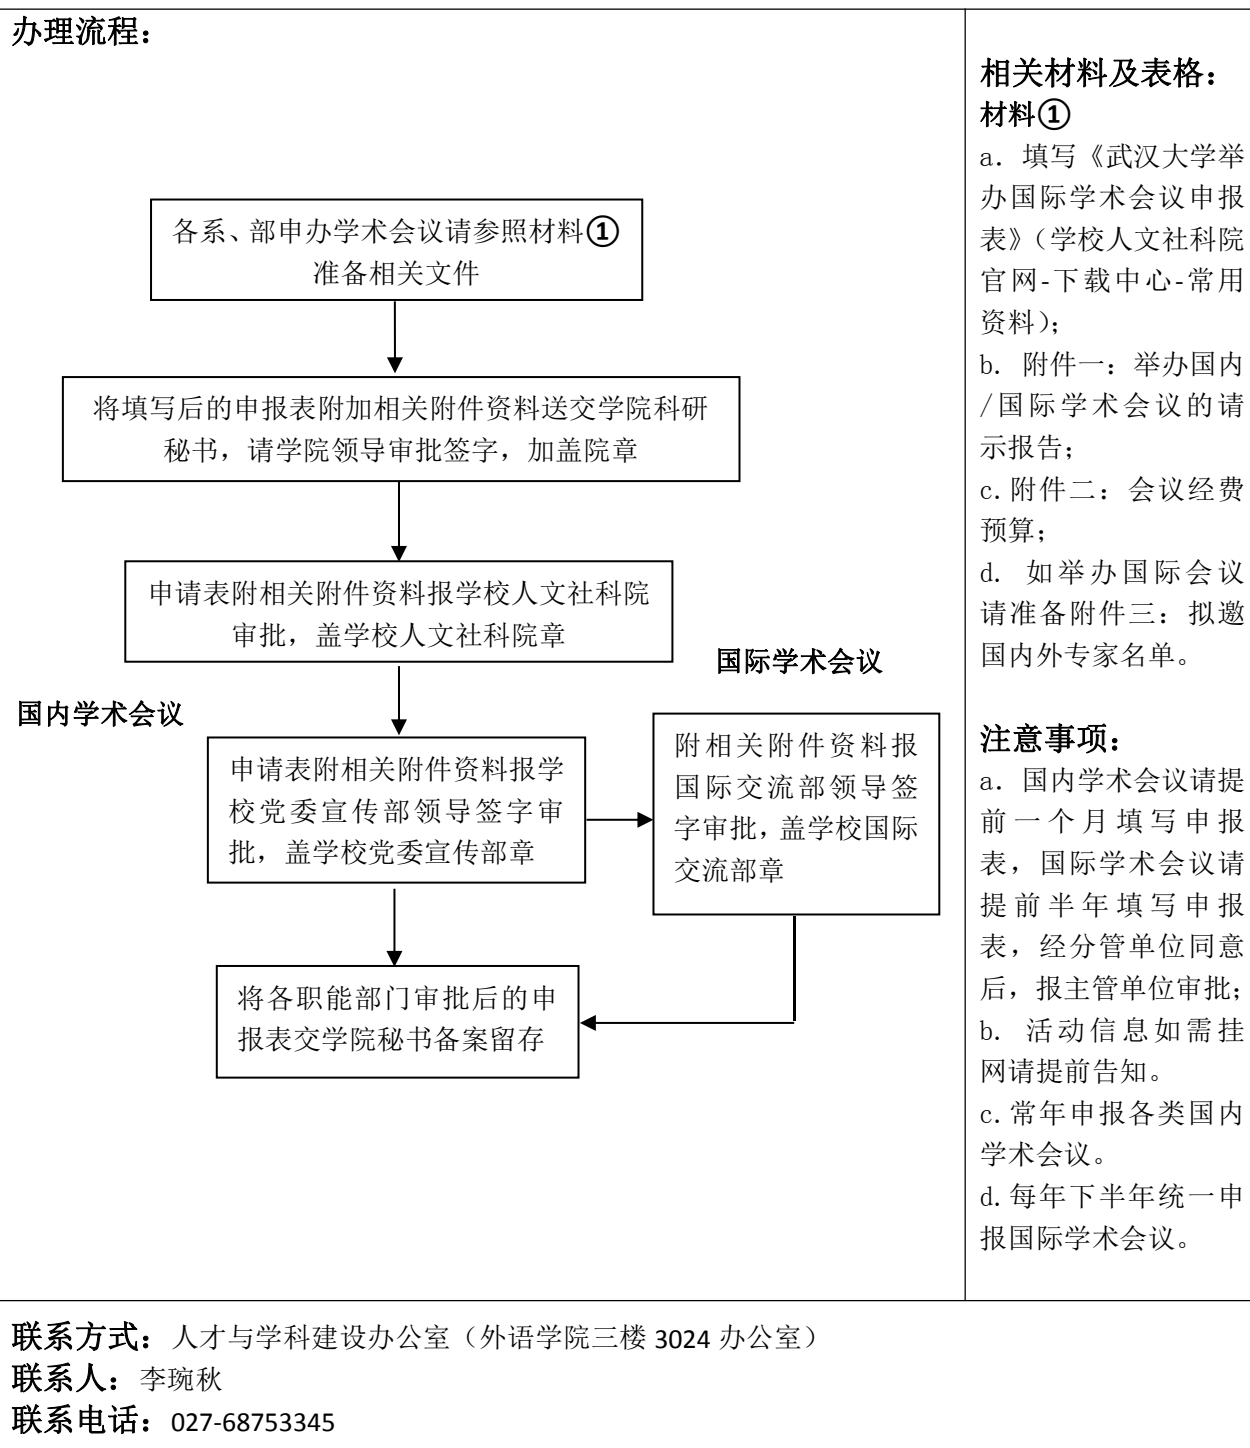 办理流程：
各系、部申办学术会议请参照材料①
准备相关文件
将填写后的申报表附加相关附件资料送交学院科研
秘书，请学院领导审批签字，加盖院章
申请表附相关附件资料报学校人文社科院
审批，盖学校人文社科院章
国际学术会议
国内学术会议
申请表附相关附件资料报学
校党委宣传部领导签字审
批，盖学校党委宣传部章
附相关附件资料报
国际交流部领导签
字审批，盖学校国际
交流部章
将各职能部门审批后的申
报表交学院秘书备案留存
相关材料及表格：
材料①
a. 填写《武汉大学举
办国际学术会议申报
表》（学校人文社科院
官网-下载中心-常用
资料）；
b. 附件一：举办国内
/国际学术会议的请
示报告；
c.附件二：会议经费
预算；
d. 如举办国际会议
请准备附件三：拟邀
国内外专家名单。
注意事项：
a. 国内学术会议请提
前一个月填写申报
表，国际学术会议请
提前半年填写申报
表，经分管单位同意
后，报主管单位审批；
b. 活动信息如需挂
网请提前告知。
c.常年申报各类国内
学术会议。
d.每年下半年统一申
报国际学术会议。
联系方式：人才与学科建设办公室（外语学院三楼 3024 办公室）
联系人：李琬秋
联系电话：027-68753345